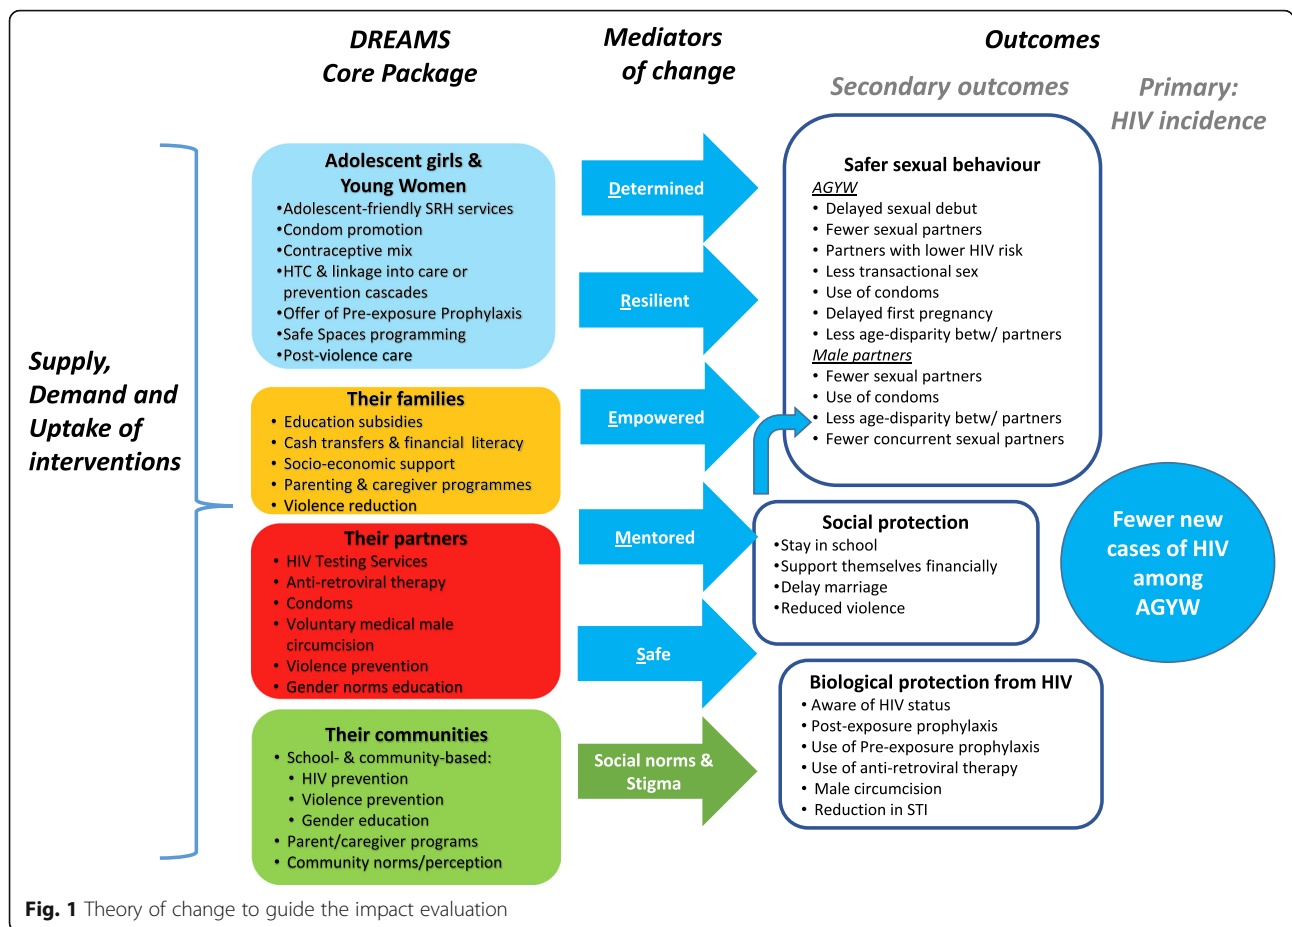 DREAMS
Core Package
Mediators
of change
Outcomes
Secondary outcomes
Primary:
HIV incidence
Supply,
Demand and
Uptake of
interventions
Adolescent girls &
Young Women
•Adolescent-friendly SRH services
•Condom promotion
•Contraceptive mix
•HTC & linkage into care or
prevention cascades
•Offer of Pre-exposure Prophylaxis
•Safe Spaces programming
•Post-violence care
Their families
• Education subsidies
• Cash transfers & financial literacy
• Socio-economic support
• Parenting & caregiver programmes
• Violence reduction
Their partners
• HIV Testing Services
• Anti-retroviral therapy
• Condoms
• Voluntary medical male
circumcision
• Violence prevention
• Gender norms education
Their communities
• School- & community-based:
• HIV prevention
• Violence prevention
• Gender education
• Parent/caregiver programs
• Community norms/perception
Determined
Resilient
Empowered
Mentored
Safe
Social norms &
Stigma
Safer sexual behaviour
AGYW
• Delayed sexual debut
• Fewer sexual partners
• Partners with lower HIV risk
• Less transactional sex
• Use of condoms
• Delayed first pregnancy
• Less age-disparity betw/ partners
Male partners
• Fewer sexual partners
• Use of condoms
• Less age-disparity betw/ partners
• Fewer concurrent sexual partners
Social protection
•Stay in school
•Support themselves financially
•Delay marriage
•Reduced violence
Biological protection from HIV
• Aware of HIV status
• Post-exposure prophylaxis
• Use of Pre-exposure prophylaxis
• Use of anti-retroviral therapy
• Male circumcision
• Reduction in STI
Fewer new
cases of HIV
among
AGYW
Fig. 1 Theory of change to guide the impact evaluation